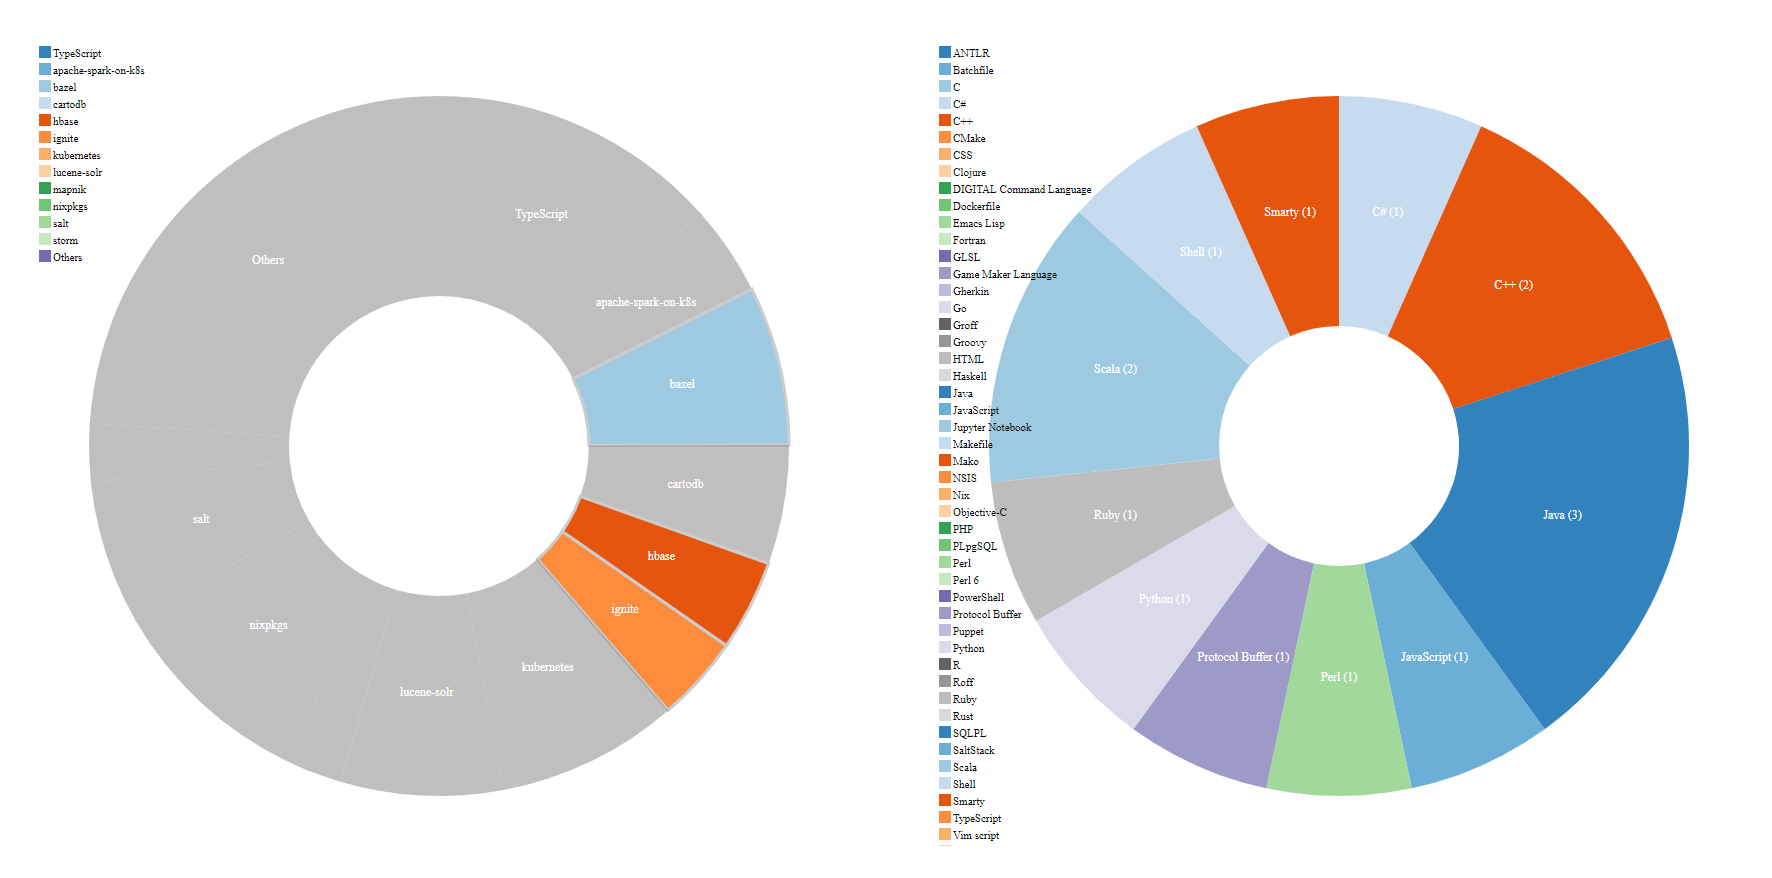 TypeScript
apache-spark-on-k8s
bazel
cartodb
hbase
ignite
kubernetes
lucene-solr
mapnik
nixpkgs
salt
storm
Others
TypeScript
Others
apache-spark-on-k8s
bazel
cartodb
hbase
ignite
kubernetes
lucene-solr
nixpkgs
salt
ANTLR
Batchfile
C
C#
C++
CMake
CSS
Clojure
DIGITAL Command Language
Dockerfile
Emacs Lisp
Fortran
GLSL
Game Maker Language
Gherkin
Go
Groff
Groovy
HTML
Haskell
Java
JavaScript
Jupyter Notebook
Makefile
Mako
NSIS
Nix
Objective-C
PHP
PLpgSQL
Perl
Perl 6
PowerShell
Protocol Buffer
Puppet
Python
R
Roff
Ruby
Rust
SQLPL
SaltStack
Scala
Shell
Smarty
TypeScript
Vim script
Smarty (1)
C# (1)
Shell (1)
C++ (2)
Scala (2)
Ruby (1)
Java (3)
Python (1)
Protocol Buffer (1)
JavaScript (1)
Perl (1)